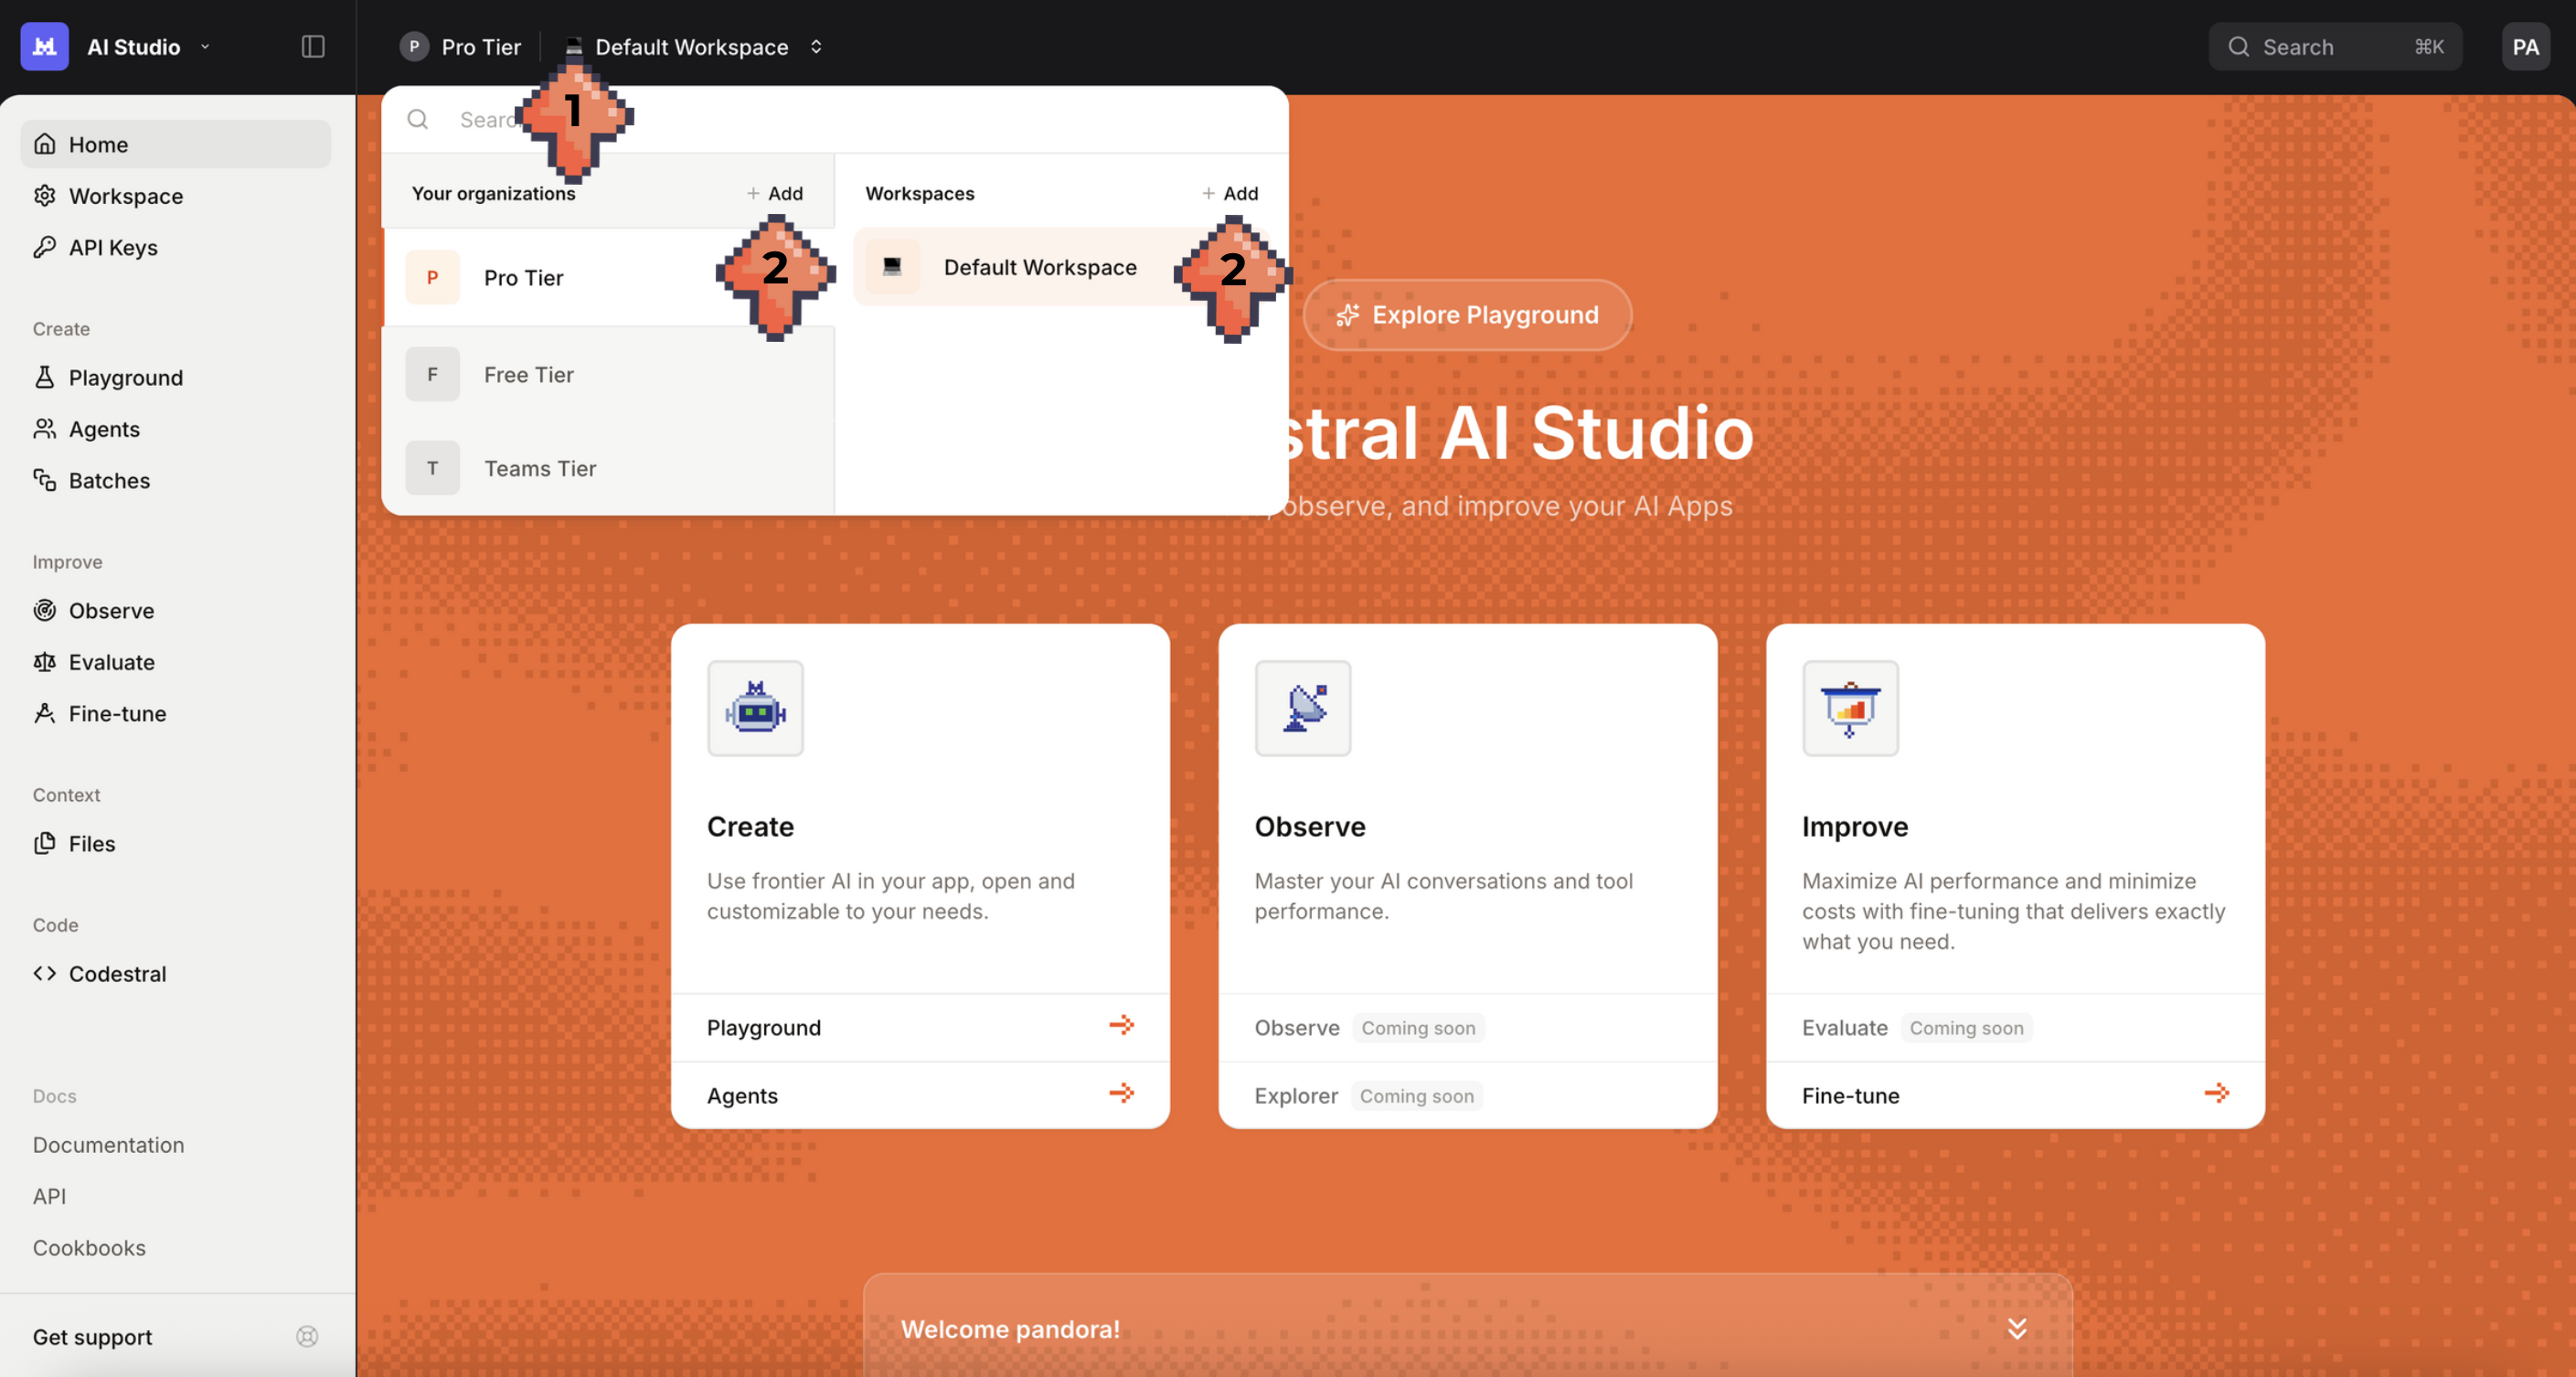 AI Studio
P Pro Tier
Default Workspace
Search ⌘K
PA
Home
Workspace
API Keys
Create
Playground
Agents
Batches
Improve
Observe
Evaluate
Fine-tune
Context
Files
Code
Codestral
Docs
Documentation
API
Cookbooks
Get support
1
Your organizations + Add
P Pro Tier
2
F Free Tier
T Teams Tier
Workspaces + Add
Default Workspace
2
Explore Playground
AI Studio
observe, and improve your AI Apps
Create
Use frontier AI in your app, open and
customizable to your needs.
Playground
Agents
Observe
Master your AI conversations and tool
performance.
Observe Coming soon
Explorer Coming soon
Improve
Maximize AI performance and minimize
costs with fine-tuning that delivers exactly
what you need.
Evaluate Coming soon
Fine-tune
Welcome pandora!